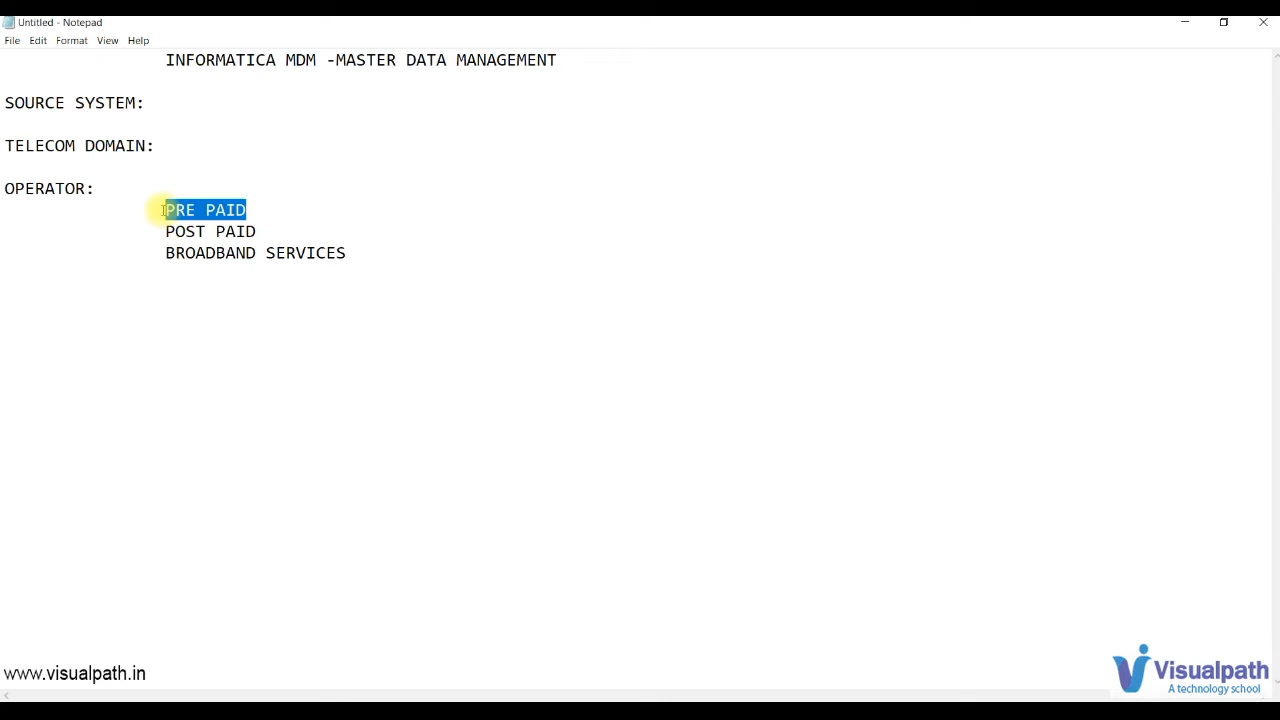 Untitled - Notepad
File Edit Format View Help
INFORMATICA MDM -MASTER DATA MANAGEMENT
SOURCE SYSTEM:
TELECOM DOMAIN:
OPERATOR:
PRE PAID
POST PAID
BROADBAND SERVICES
www.visualpath.in
Visualpath
A technology school